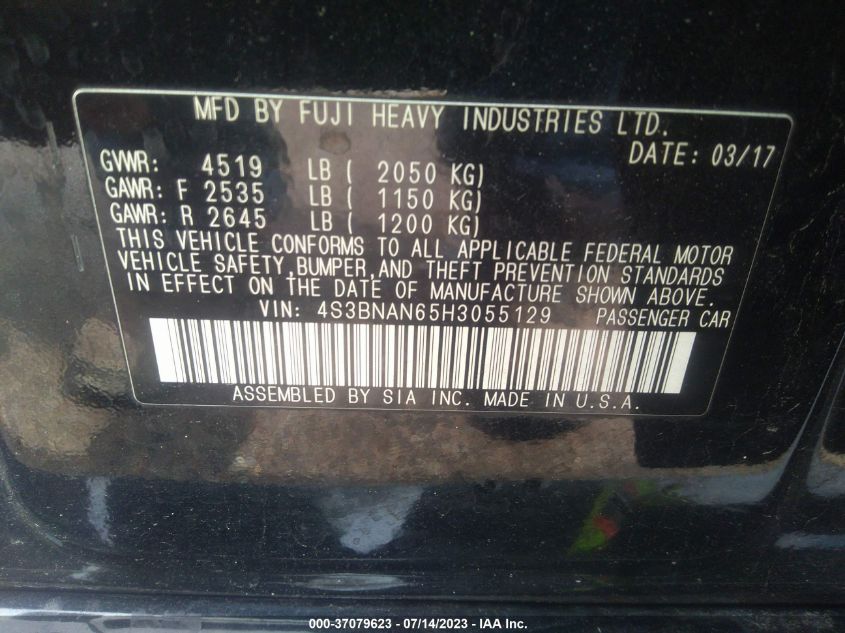 MFD BY FUJI HEAVY INDUSTRIES LTD.
DATE: 03/17
GVWR: 4519 LB ( 2050 KG)
GAWR: F 2535 LB ( 1150 KG)
GAWR: R 2645 LB ( 1200 KG)
THIS VEHICLE CONFORMS TO ALL APPLICABLE FEDERAL MOTOR
VEHICLE SAFETY,BUMPER,AND THEFT PREVENTION STANDARDS
IN EFFECT ON THE DATE OF MANUFACTURE SHOWN ABOVE.
VIN: 4S3BNAN65H3055129 PASSENGER CAR
ASSEMBLED BY SIA INC. MADE IN U.S.A.
000-37079623 - 07/14/2023 - IAA Inc.